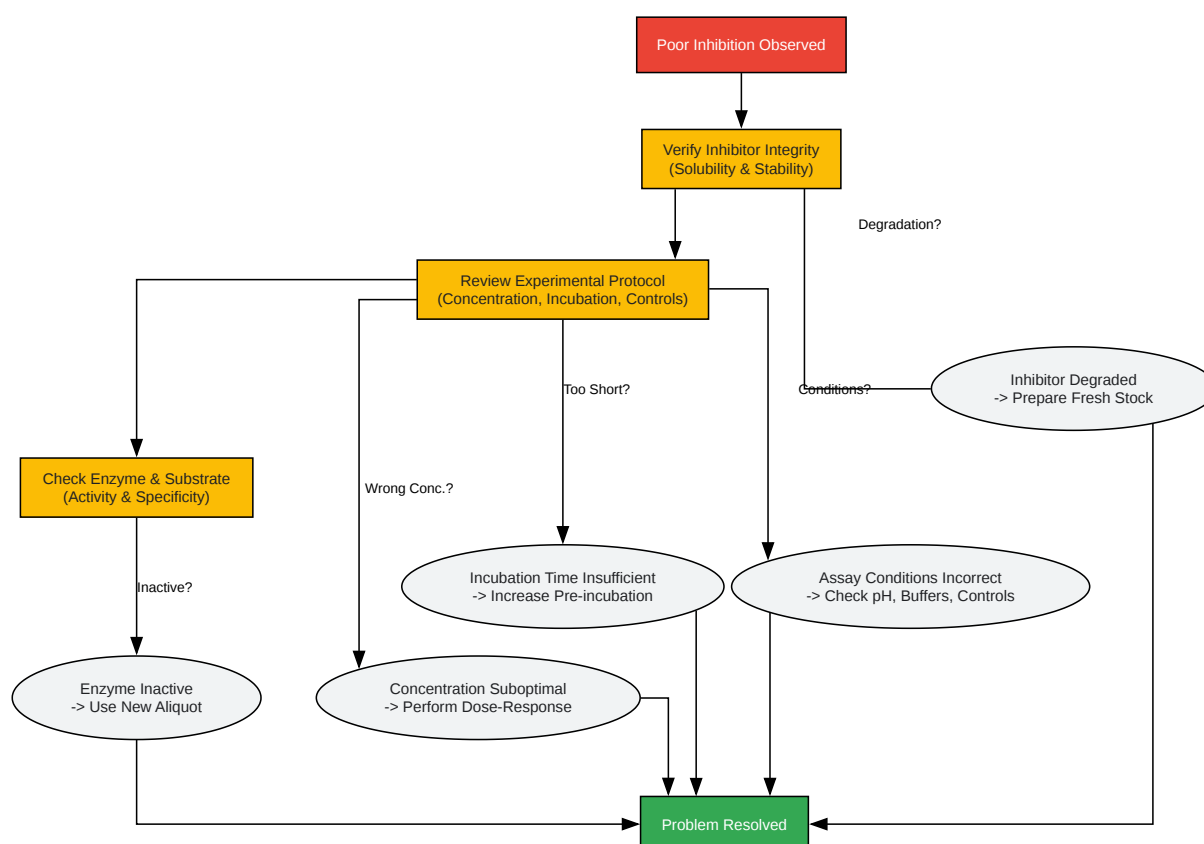 Poor Inhibition Observed
Verify Inhibitor Integrity
(Solubility & Stability)
Degradation?
Review Experimental Protocol
(Concentration, Incubation, Controls)
Too Short?
Conditions?
Inhibitor Degraded
-> Prepare Fresh Stock
Check Enzyme & Substrate
(Activity & Specificity)
Wrong Conc.?
Inactive?
Incubation Time Insufficient
-> Increase Pre-incubation
Assay Conditions Incorrect
-> Check pH, Buffers, Controls
Enzyme Inactive
-> Use New Aliquot
Concentration Suboptimal
-> Perform Dose-Response
Problem Resolved